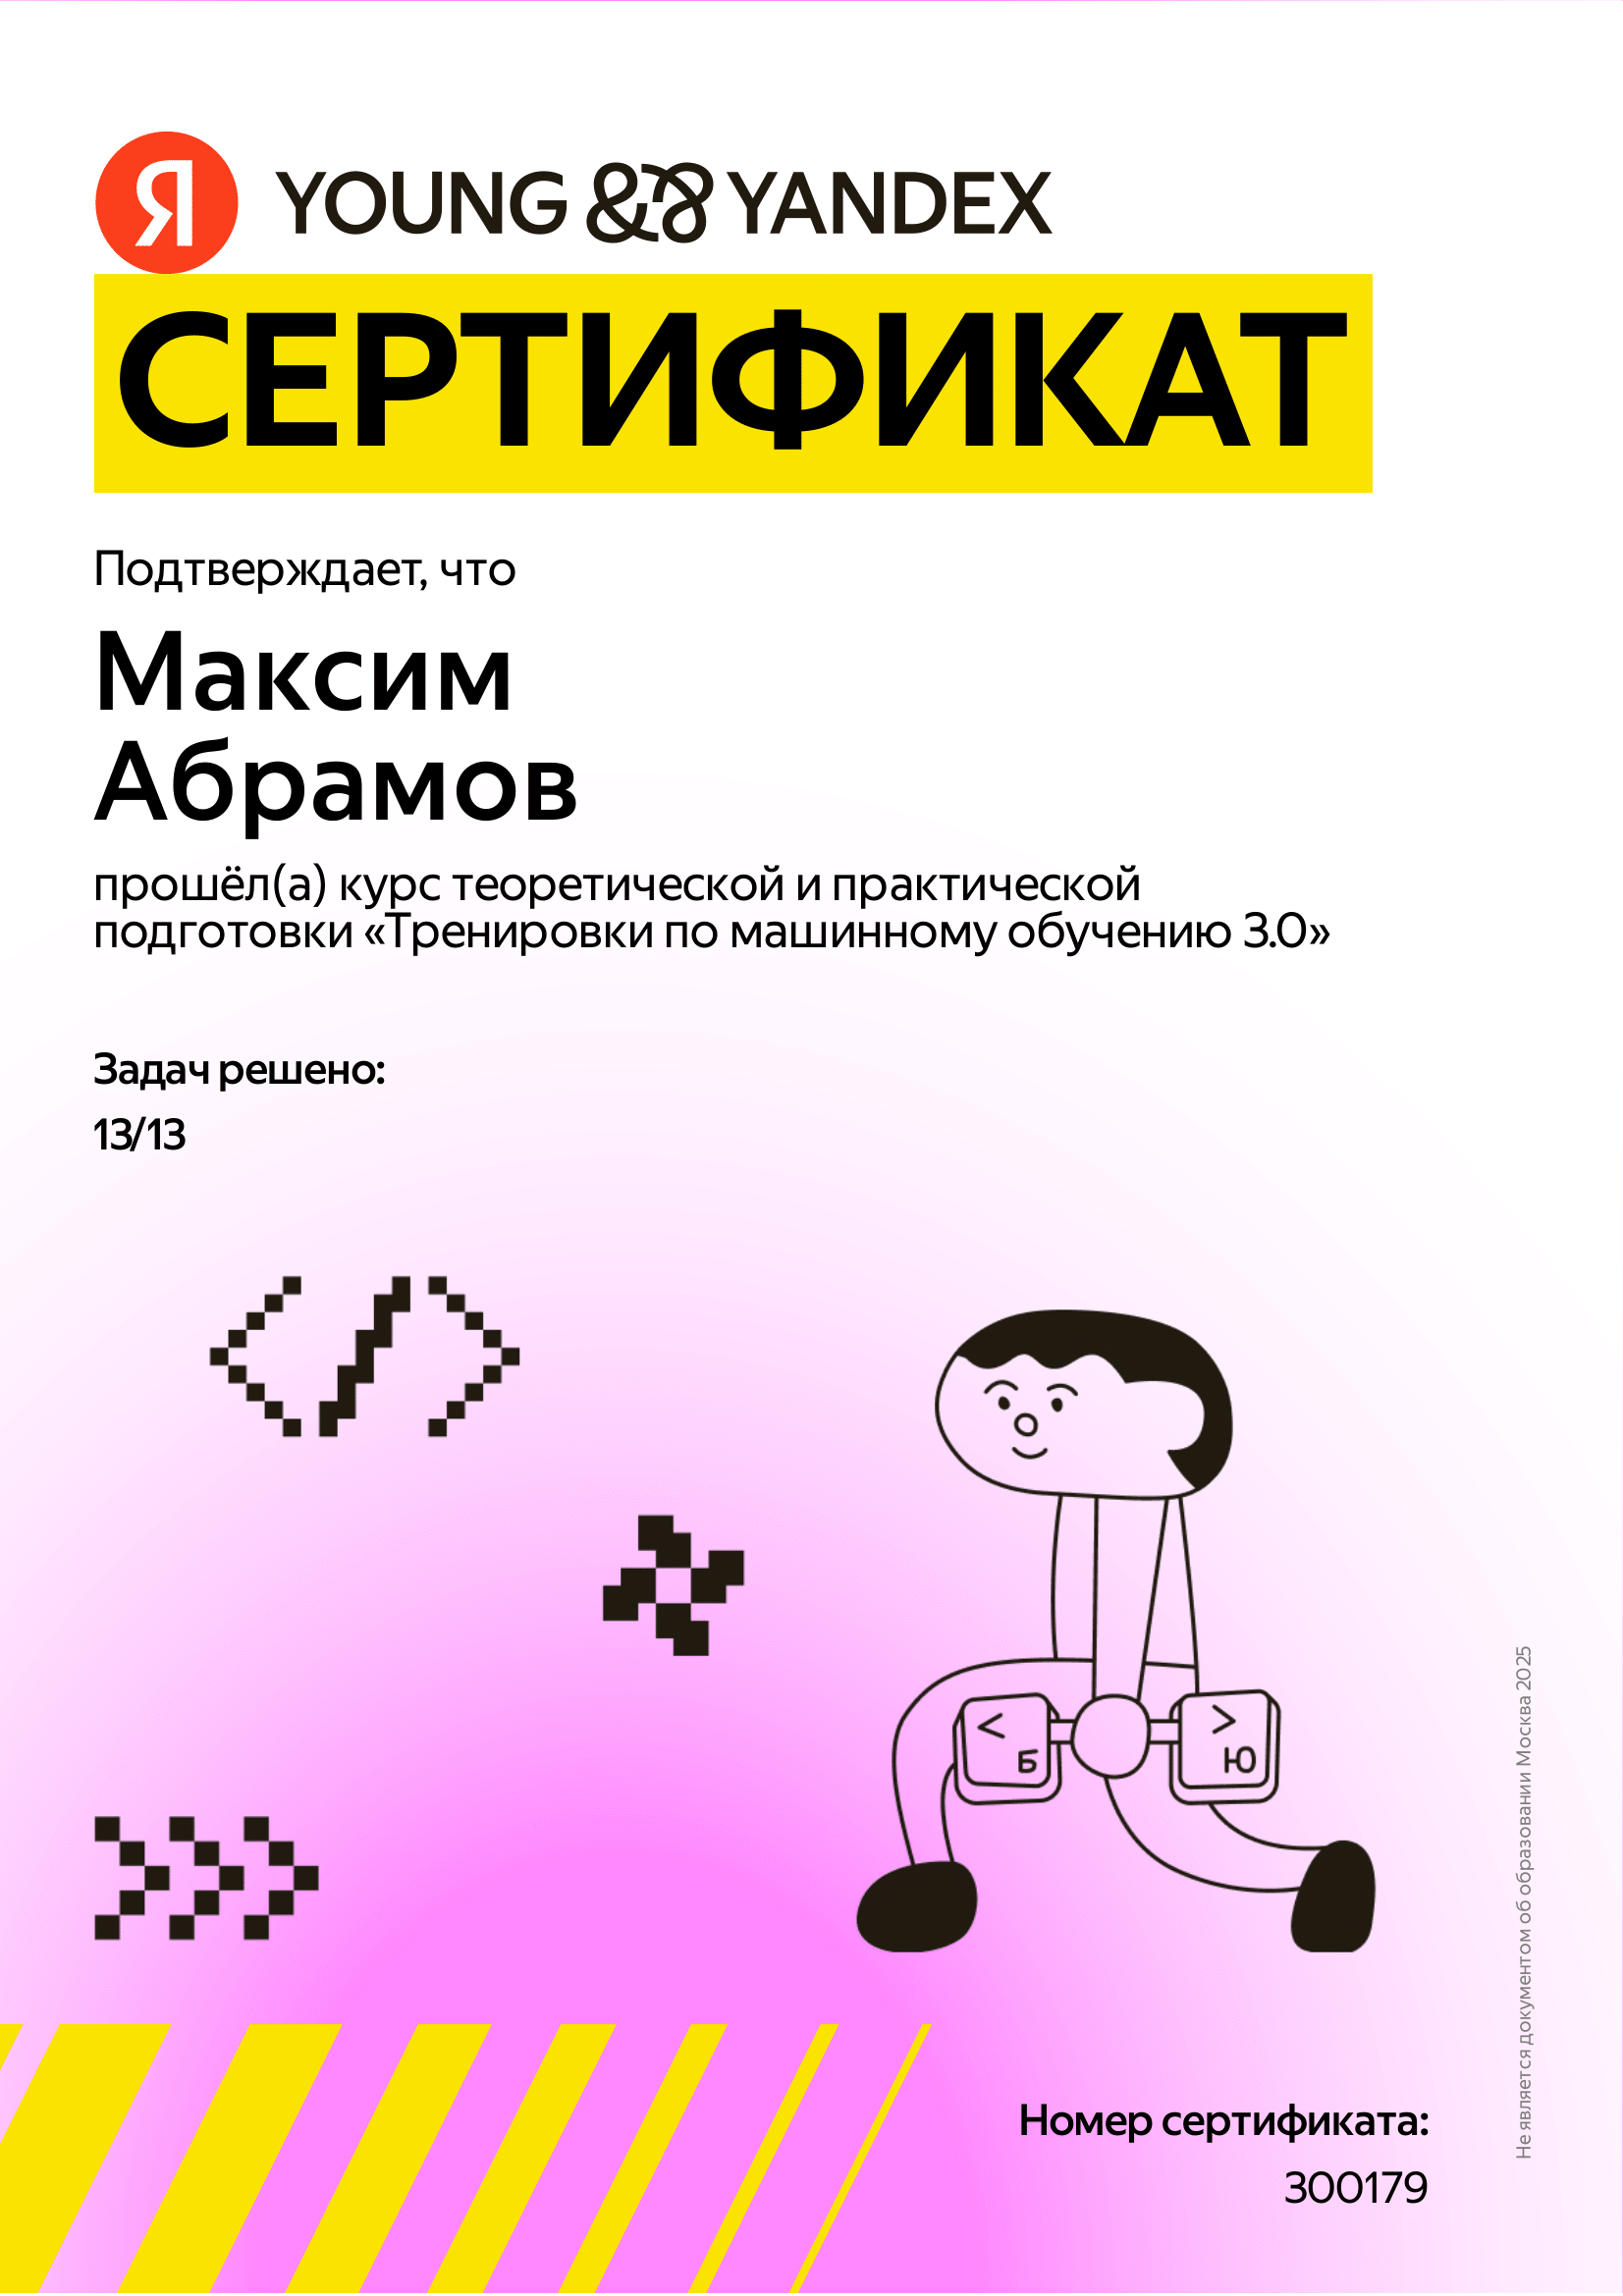 Я YOUNG && YANDEX
СЕРТИФИКАТ
Подтверждает, что
Максим
Абрамов
прошёл(а) курс теоретической и практической
подготовки «Тренировки по машинному обучению 3.0»
Задач решено:
13/13
</>
< Б
> Ю
>>>
Не является документом об образовании Москва 2025
Номер сертификата:
300179